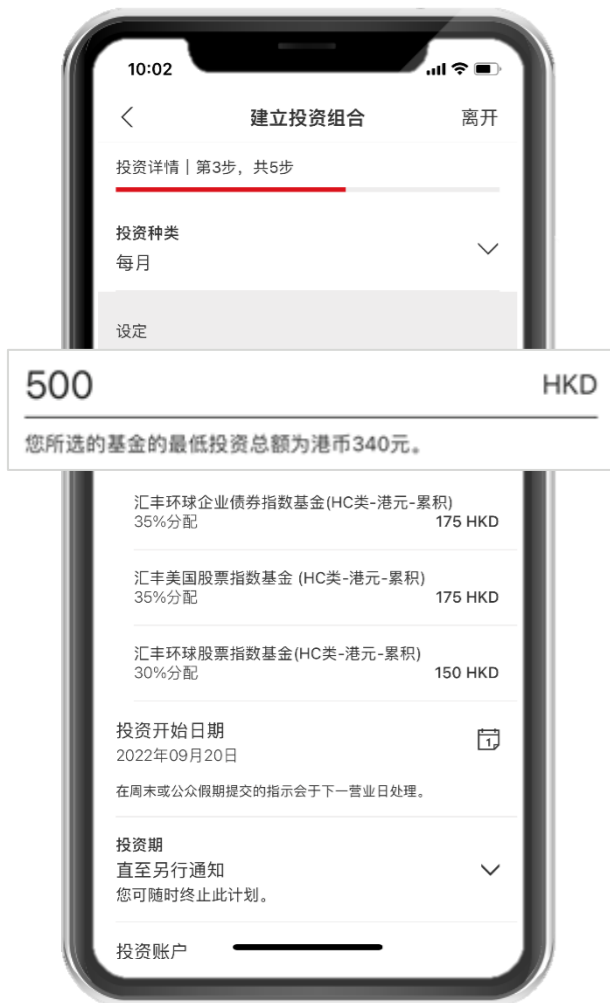 10:02
建立投资组合
离开
投资详情 | 第3步，共5步
投资种类
每月
设定
500 HKD
您所选的基金的最低投资总额为港币340元。
汇丰环球企业债券指数基金(HC类-港元-累积)
35%分配 175 HKD
汇丰美国股票指数基金 (HC类-港元-累积)
35%分配 175 HKD
汇丰环球股票指数基金(HC类-港元-累积)
30%分配 150 HKD
投资开始日期
1
2022年09月20日
在周末或公众假期提交的指示会于下一营业日处理。
投资期
直至另行通知
您可随时终止此计划。
投资账户